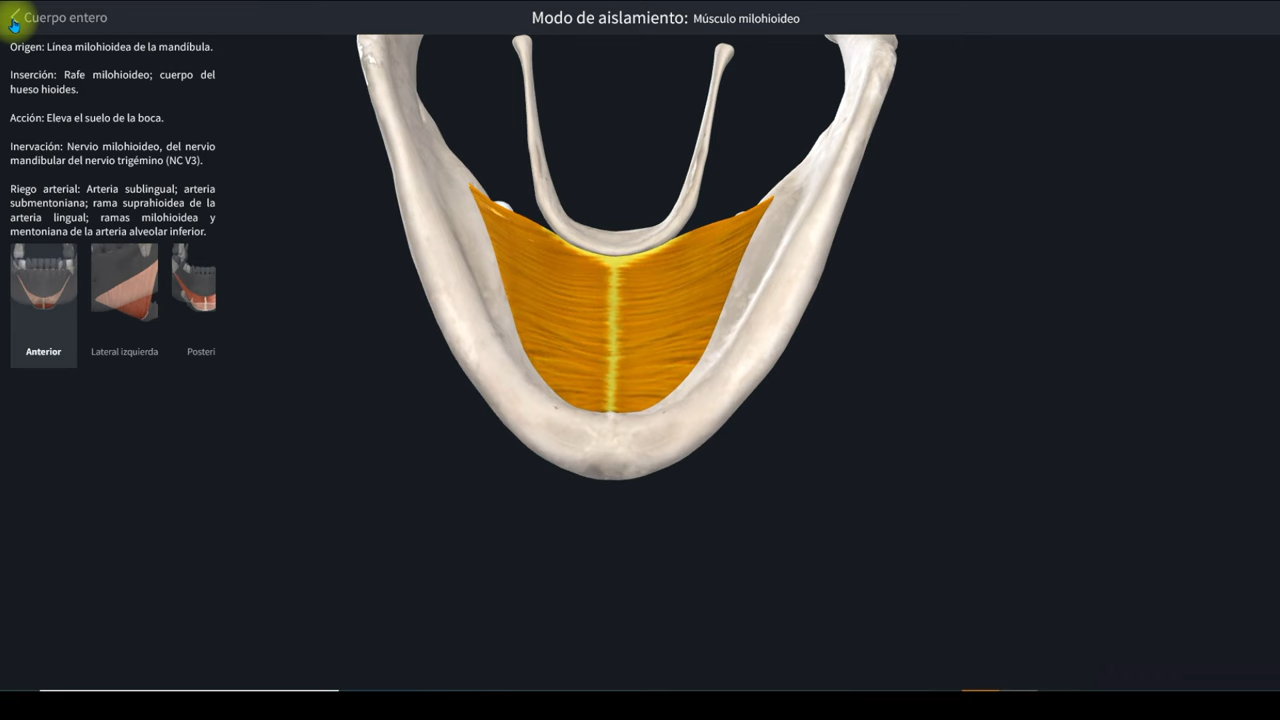 Cuerpo entero
Modo de aislamiento: Músculo milohioideo
Origen: Línea milohioidea de la mandíbula.
Inserción: Rafe milohioideo; cuerpo del
hueso hioides.
Acción: Eleva el suelo de la boca.
Inervación: Nervio milohioideo, del nervio
mandibular del nervio trigémino (NC V3).
Riego arterial: Arteria sublingual; arteria
submentoniana; rama suprahioidea de la
arteria lingual; ramas milohioidea y
mentoniana de la arteria alveolar inferior.
Anterior
Lateral izquierda
Posteri